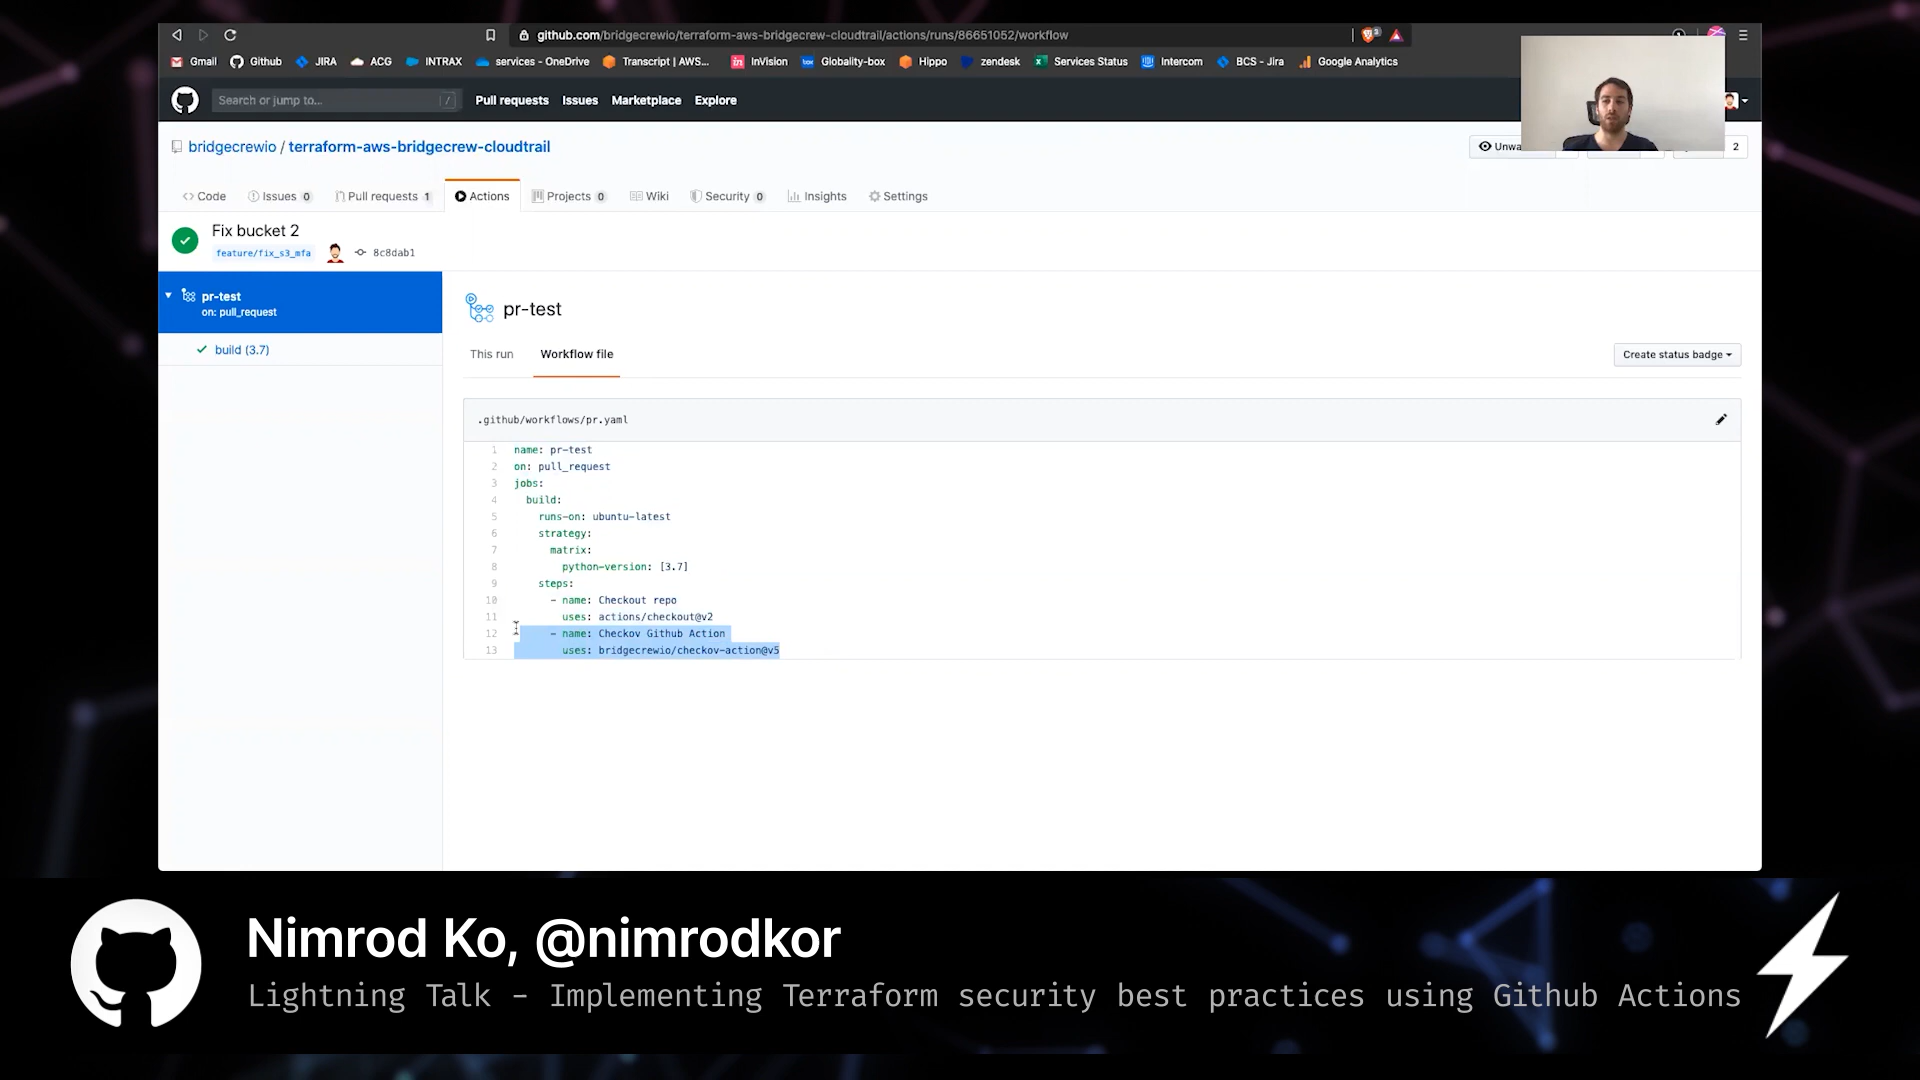 github.com/bridgecrewio/terraform-aws-bridgecrew-cloudtrail/actions/runs/86651052/workflow
Gmail Github JIRA ACG INTRAX services - OneDrive Transcript | AWS... InVision Globality-box Hippo zendesk Services Status Intercom BCS - Jira Google Analytics
Search or jump to... / Pull requests Issues Marketplace Explore
bridgecrewio / terraform-aws-bridgecrew-cloudtrail
2
Code Issues 0 Pull requests 1 Actions Projects 0 Wiki Security 0 Insights Settings
Fix bucket 2
feature/fix_s3_mfa 8c8dab1
pr-test
on: pull_request
build (3.7)
pr-test
This run Workflow file
Create status badge
.github/workflows/pr.yaml
1 name: pr-test
2 on: pull_request
3 jobs:
4 build:
5 runs-on: ubuntu-latest
6 strategy:
7 matrix:
8 python-version: [3.7]
9 steps:
10 - name: Checkout repo
11 uses: actions/checkout@v2
12 - name: Checkov Github Action
13 uses: bridgecrewio/checkov-action@v5
Nimrod Ko, @nimrodkor
Lightning Talk - Implementing Terraform security best practices using Github Actions